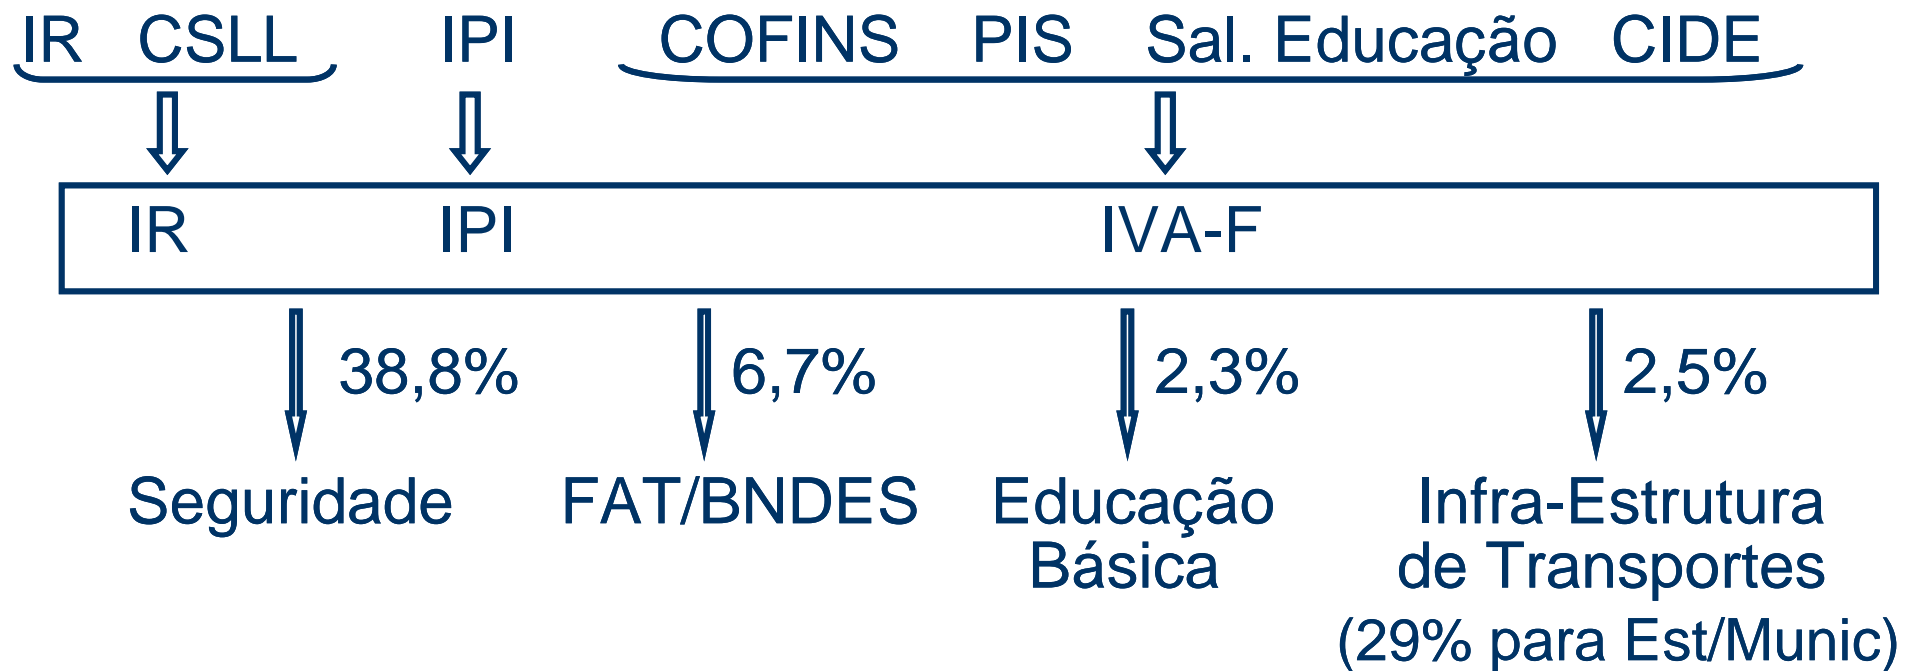 IR CSLL IPI COFINS PIS Sal. Educação CIDE
IR IPI IVA-F
38,8% 6,7% 2,3% 2,5%
Seguridade FAT/BNDES Educação Infra-Estrutura
Básica de Transportes
(29% para Est/Munic)